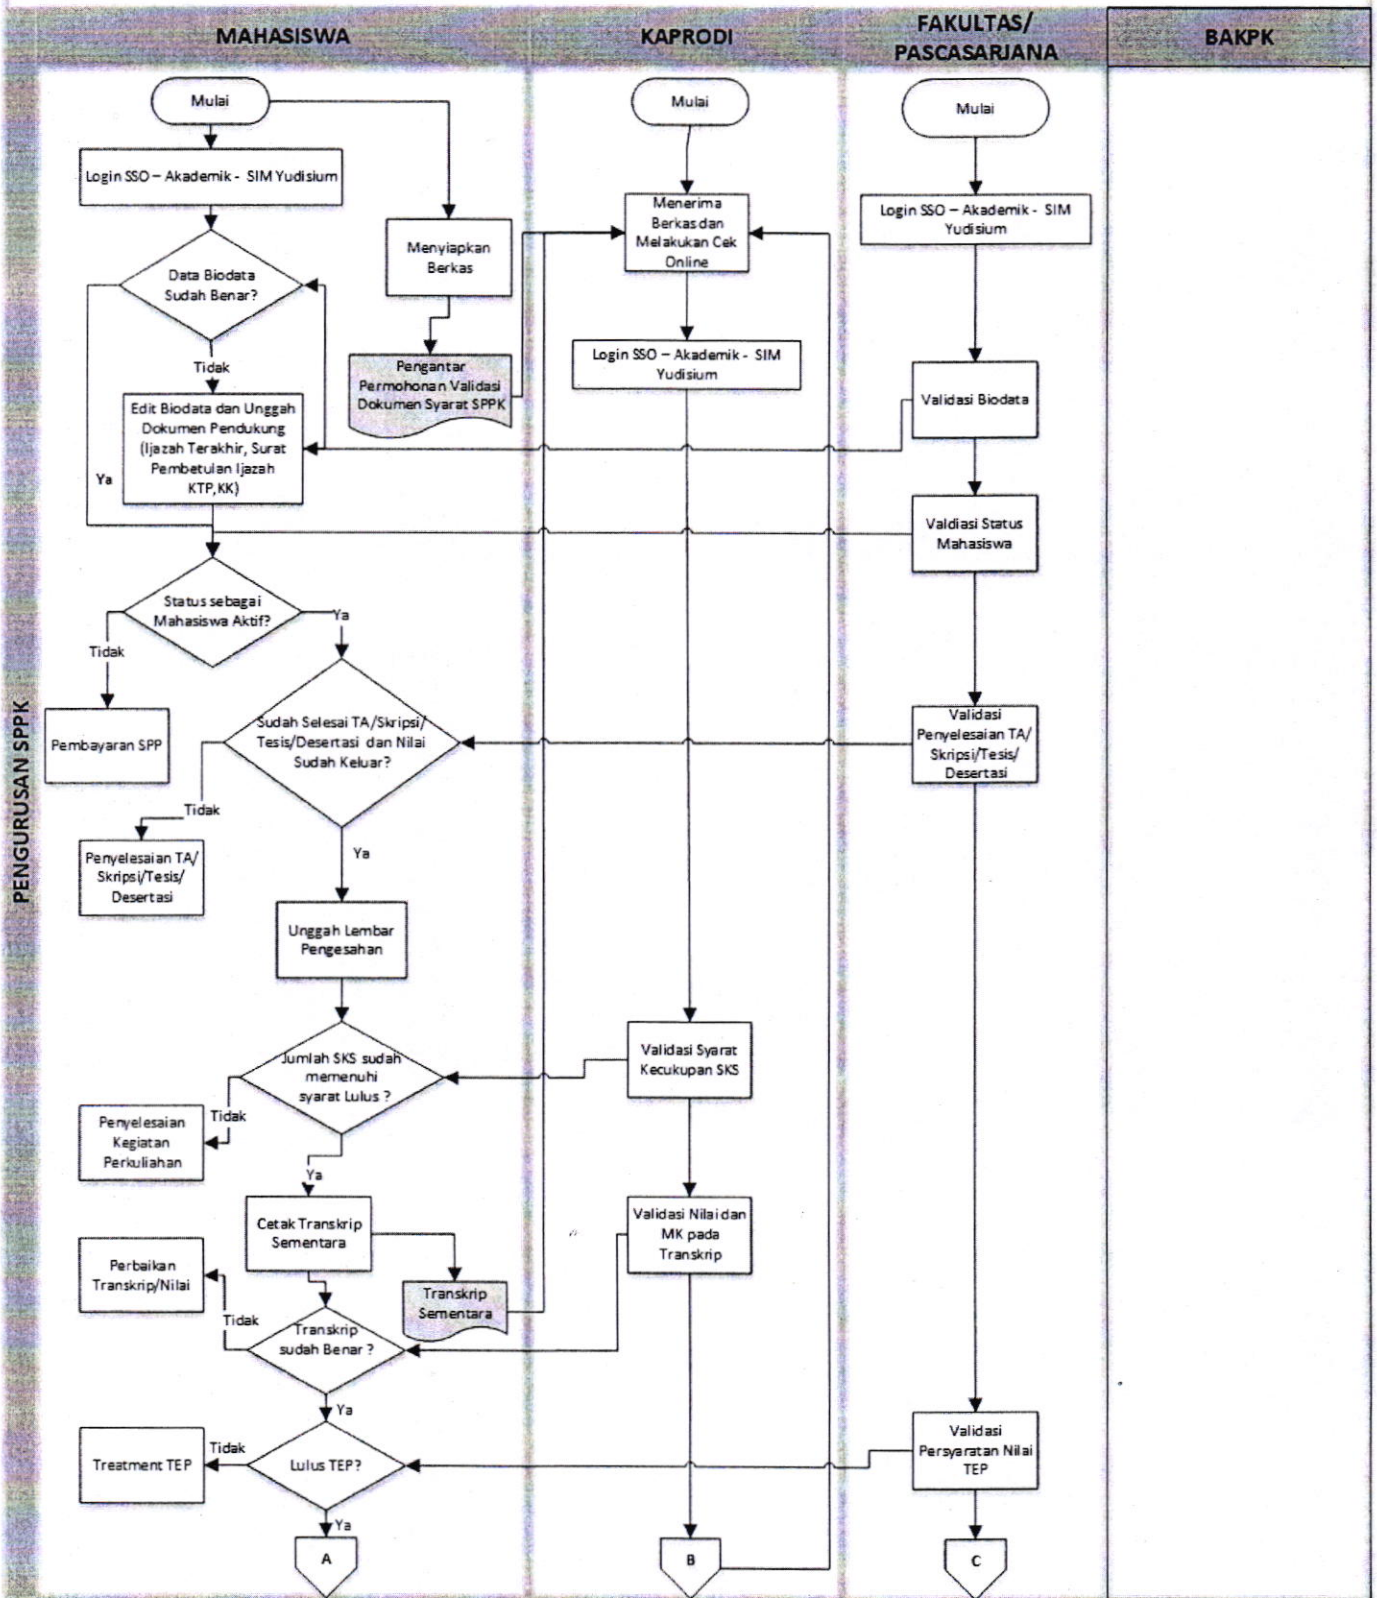 MAHASISWA
KAPRODI
FAKULTAS/
PASCASARJANA
BAKPK
PENGURUSAN SPPK
Mulai
Login SSO – Akademik - SIM Yudisium
Data Biodata
Sudah Benar?
Tidak
Ya
Edit Biodata dan Unggah
Dokumen Pendukung
(Ijazah Terakhir, Surat
Pembetulan Ijazah
KTP,KK)
Menyiapkan
Berkas
Pengantar
Permohonan Validasi
Dokumen Syarat SPPK
Status sebagai
Mahasiswa Aktif?
Ya
Tidak
Pembayaran SPP
Sudah Selesai TA/Skripsi/
Tesis/Desertasi dan Nilai
Sudah Keluar?
Tidak
Penyelesaian TA/
Skripsi/Tesis/
Desertasi
Ya
Unggah Lembar
Pengesahan
Jumlah SKS sudah
memenuhi
syarat Lulus ?
Tidak
Penyelesaian
Kegiatan
Perkuliahan
Ya
Cetak Transkrip
Sementara
Transkrip
Sementara
Perbaikan
Transkrip/Nilai
Tidak
Transkrip
sudah Benar ?
Ya
Treatment TEP
Tidak
Lulus TEP?
Ya
A
Mulai
Menerima
Berkas dan
Melakukan Cek
Online
Login SSO – Akademik - SIM
Yudisium
Validasi Syarat
Kecukupan SKS
Validasi Nilai dan
MK pada
Transkrip
B
Mulai
Login SSO – Akademik - SIM
Yudisium
Validasi Biodata
Valdiasi Status
Mahasiswa
Validasi
Penyelesaian TA/
Skripsi/Tesis/
Desertasi
Validasi
Persyaratan Nilai
TEP
C